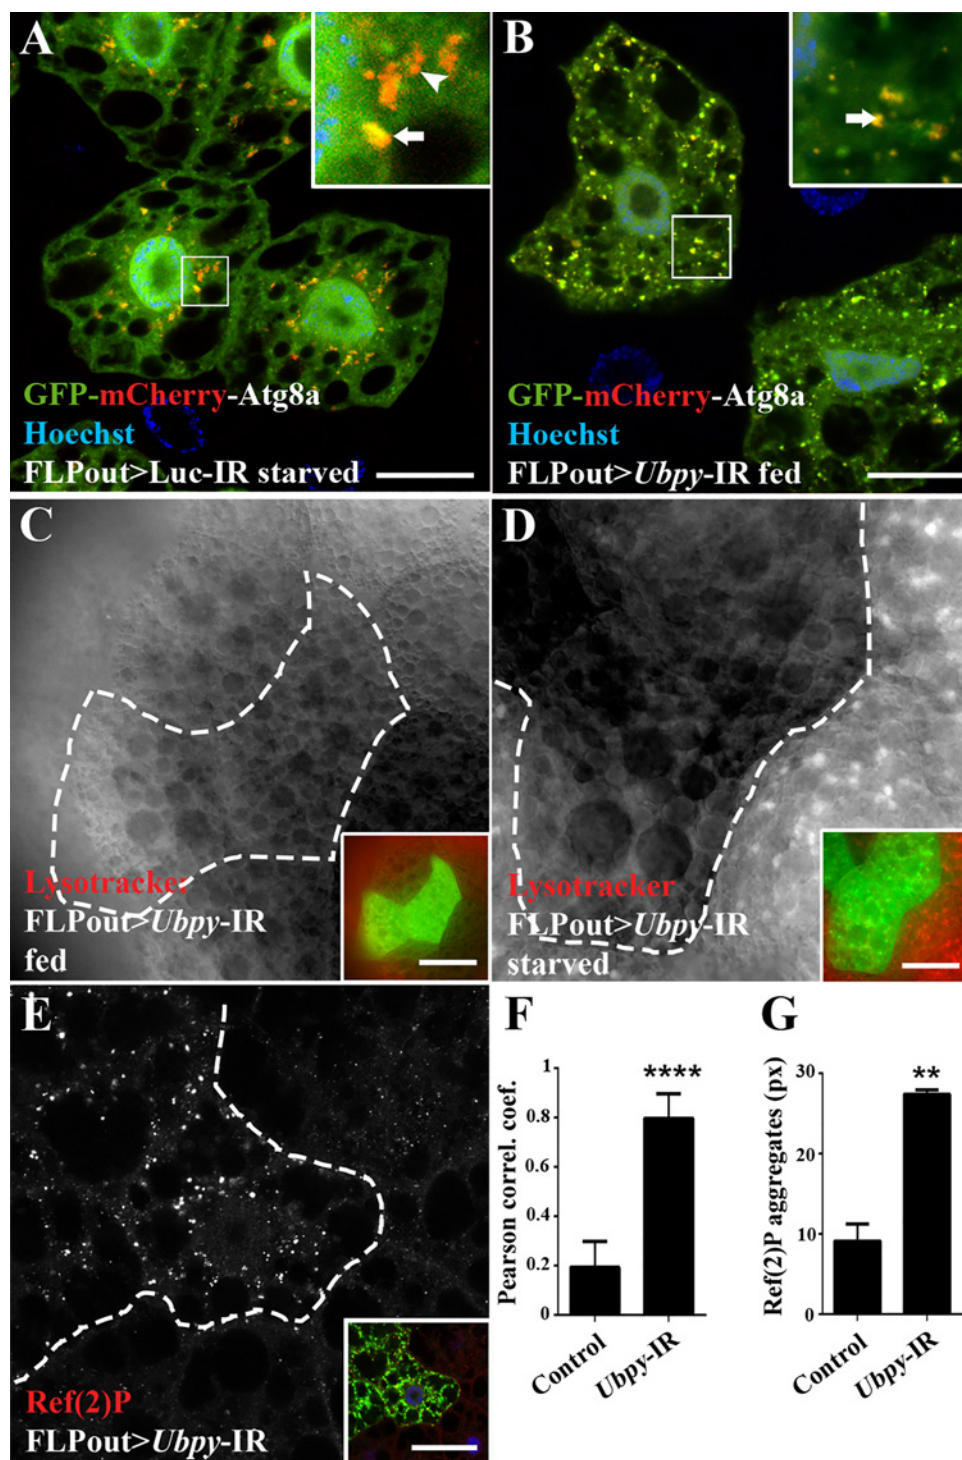 A
GFP-mCherry-Atg8a
Hoechst
FLPout>Luc-IR starved
B
GFP-mCherry-Atg8a
Hoechst
FLPout>Ubpy-IR fed
C
Lysotracker
FLPout>Ubpy-IR
fed
D
Lysotracker
FLPout>Ubpy-IR
starved
E
Ref(2)P
FLPout>Ubpy-IR
F
Pearson correl. coef.
1
0.8
0.6
0.4
0.2
0
****
Control
Ubpy-IR
G
Ref(2)P aggregates (px)
30
20
10
0
**
Control
Ubpy-IR